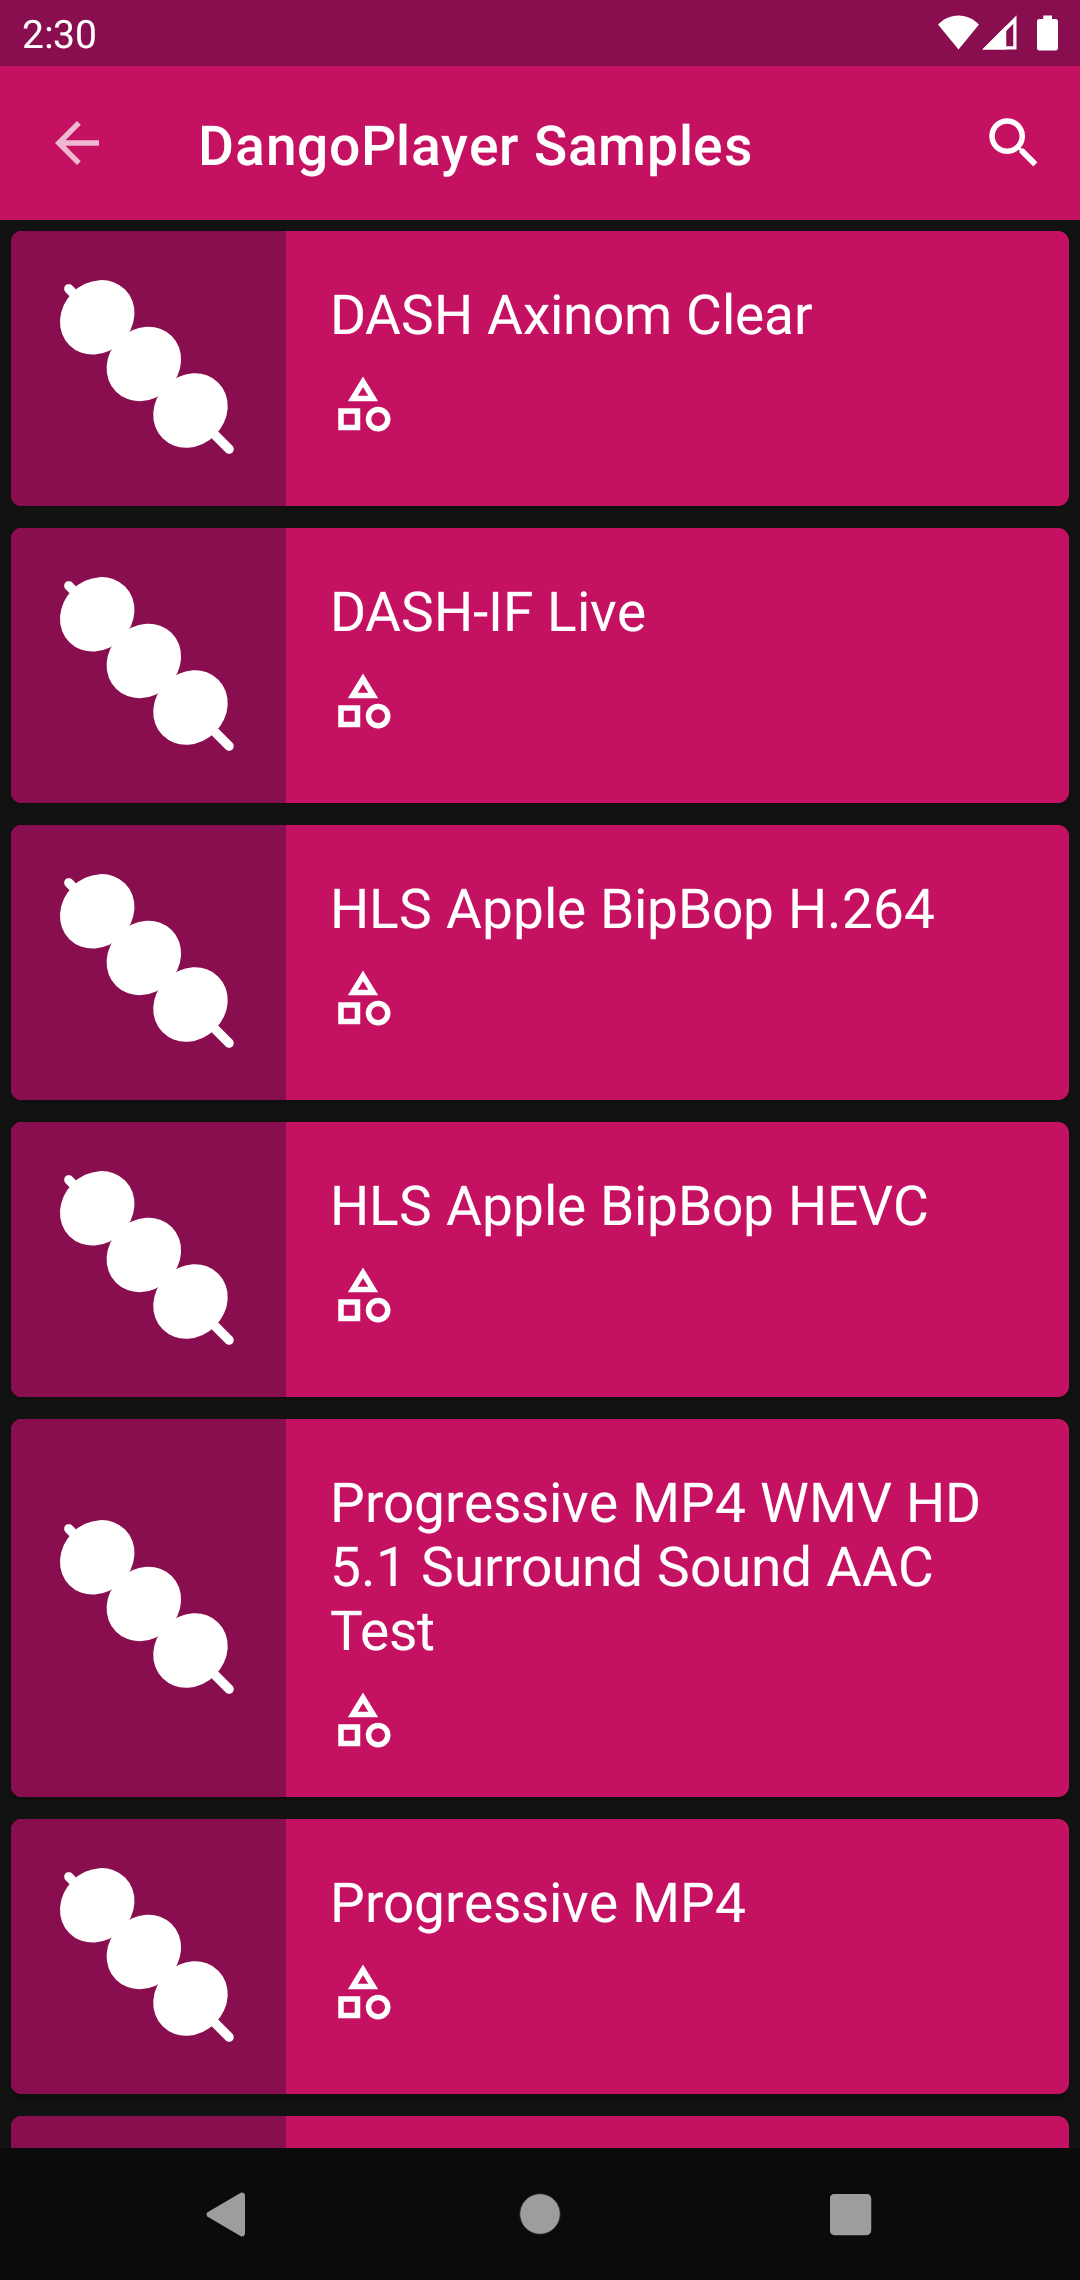 2:30
DangoPlayer Samples
DASH Axinom Clear
DASH-IF Live
HLS Apple BipBop H.264
HLS Apple BipBop HEVC
Progressive MP4 WMV HD
5.1 Surround Sound AAC
Test
Progressive MP4